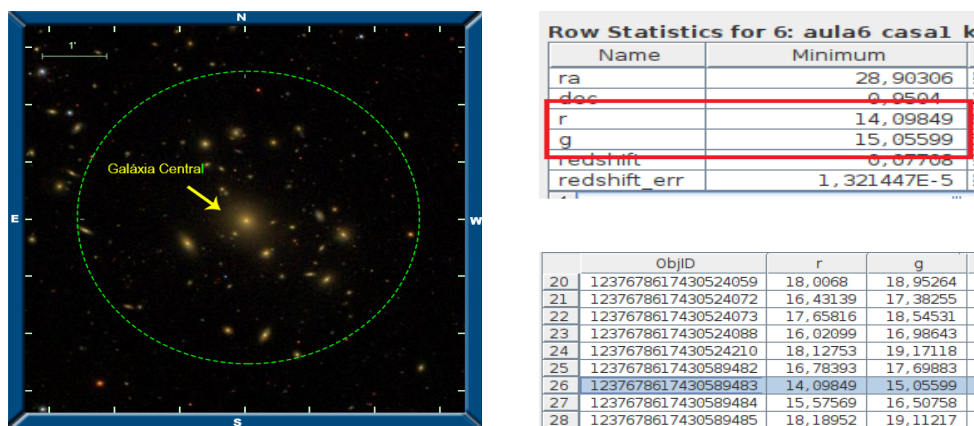 N
1'
Galáxia Central
E
W
S
Row Statistics for 6: aula6 casa1 k
Name Minimum
ra 28,90306
dec 0,9504
r 14,09849
g 15,05599
redshift 0,07708
redshift_err 1,321447E-5
ObjID r g
20 1237678617430524059 18,0068 18,95264
21 1237678617430524072 16,43139 17,38255
22 1237678617430524073 17,65816 18,54531
23 1237678617430524088 16,02099 16,98643
24 1237678617430524210 18,12753 19,17118
25 1237678617430589482 16,78393 17,69883
26 1237678617430589483 14,09849 15,05599
27 1237678617430589484 15,57569 16,50758
28 1237678617430589485 18,18952 19,11217